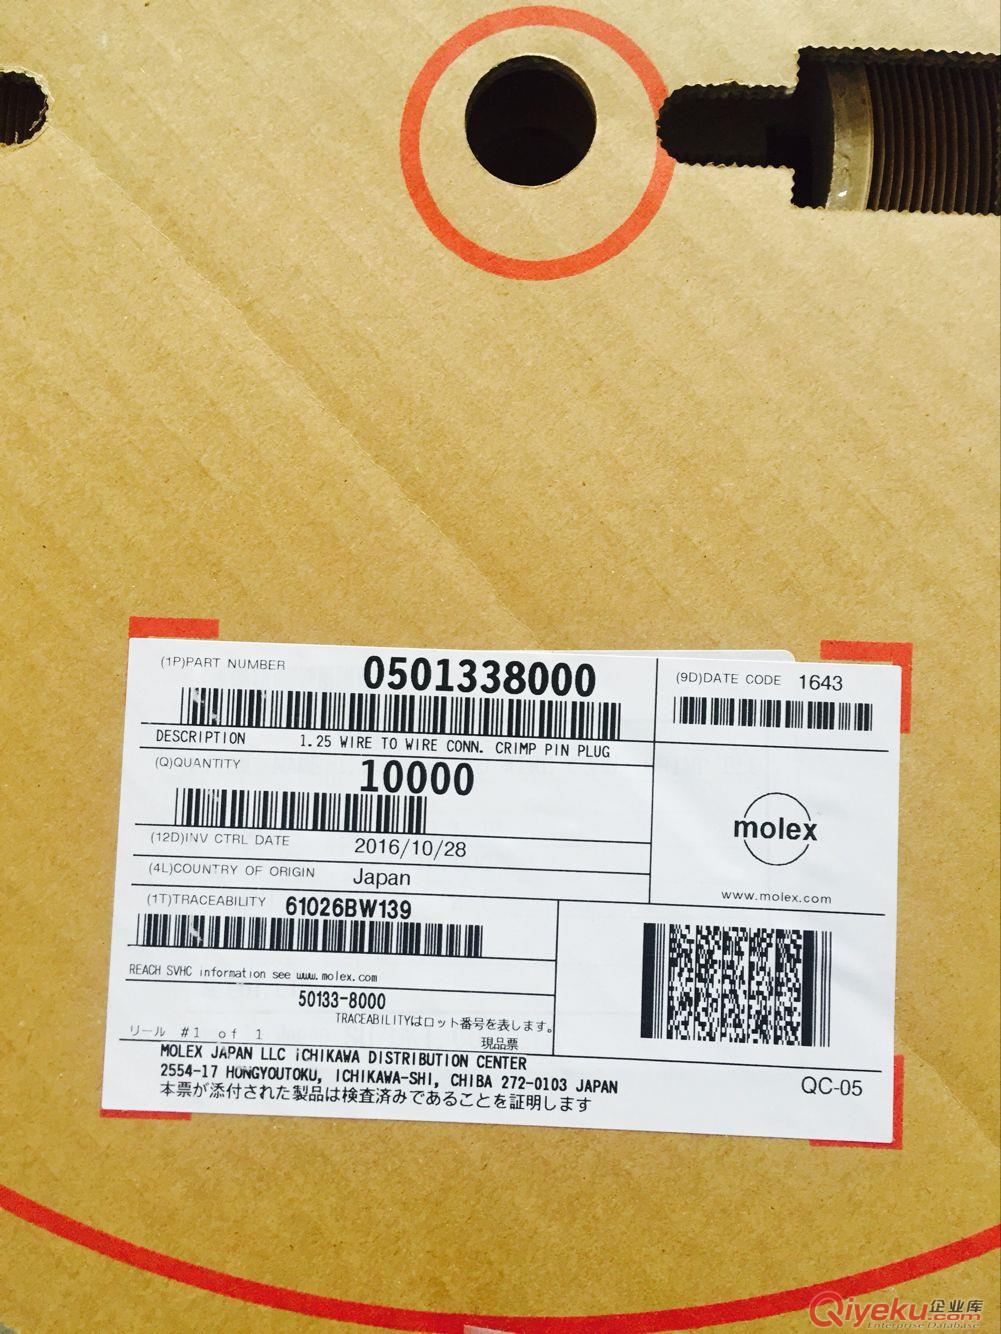 (1P)PART NUMBER 0501338000
(9D)DATE CODE 1643
DESCRIPTION 1.25 WIRE TO WIRE CONN. CRIMP PIN PLUG
(Q)QUANTITY 10000
(12D)INV CTRL DATE 2016/10/28
molex
(4L)COUNTRY OF ORIGIN Japan
www.molex.com
(1T)TRACEABILITY 61026BW139
REACH SVHC information see www.molex.com
50133-8000
TRACEABILITYはロット番号を表します。
リール #1 of 1 現品票
MOLEX JAPAN LLC ICHIKAWA DISTRIBUTION CENTER
2554-17 HONGYOUTOKU, ICHIKAWA-SHI, CHIBA 272-0103 JAPAN
本票が添付された製品は検査済みであることを証明します
QC-05
Qiyeku.com企业库
Enterprise Database